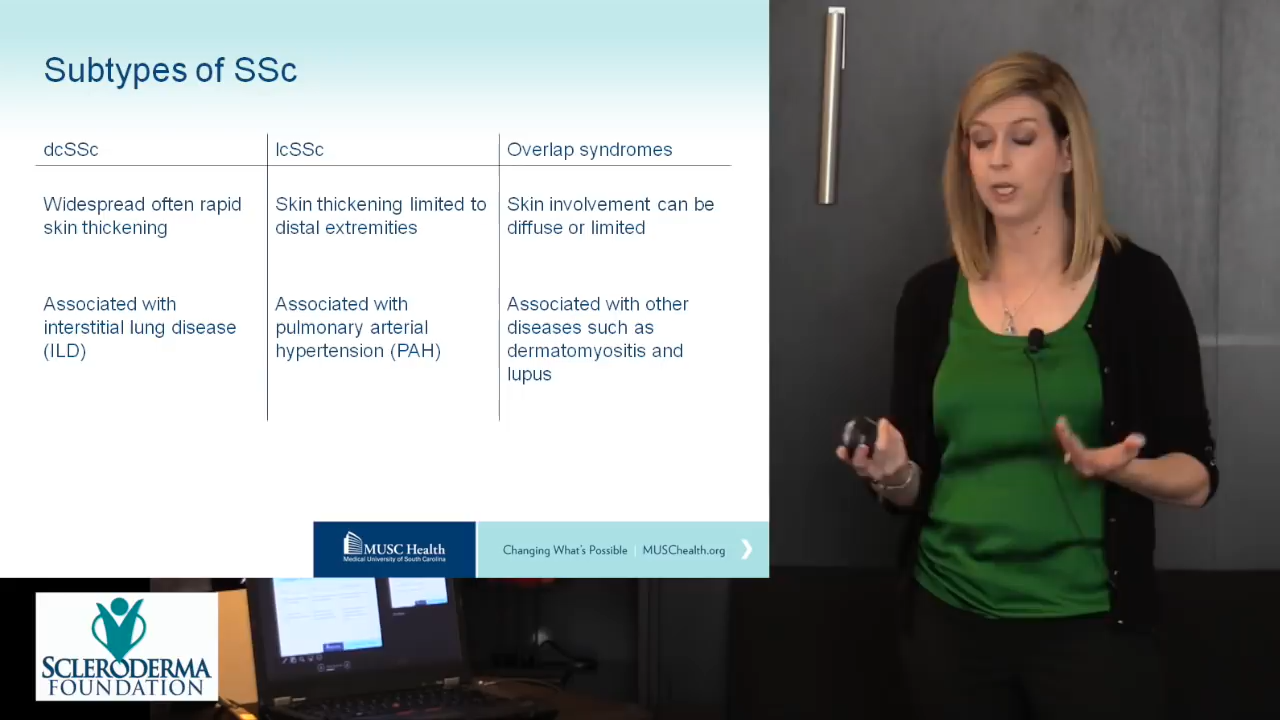 Subtypes of SSc
dcSSc
lcSSc
Overlap syndromes
Widespread often rapid
skin thickening
Skin thickening limited to
distal extremities
Skin involvement can be
diffuse or limited
Associated with
interstitial lung disease
(ILD)
Associated with
pulmonary arterial
hypertension (PAH)
Associated with other
diseases such as
dermatomyositis and
lupus
MUSC Health
Medical University of South Carolina
Changing What's Possible | MUSChealth.org
SCLERODERMA
FOUNDATION